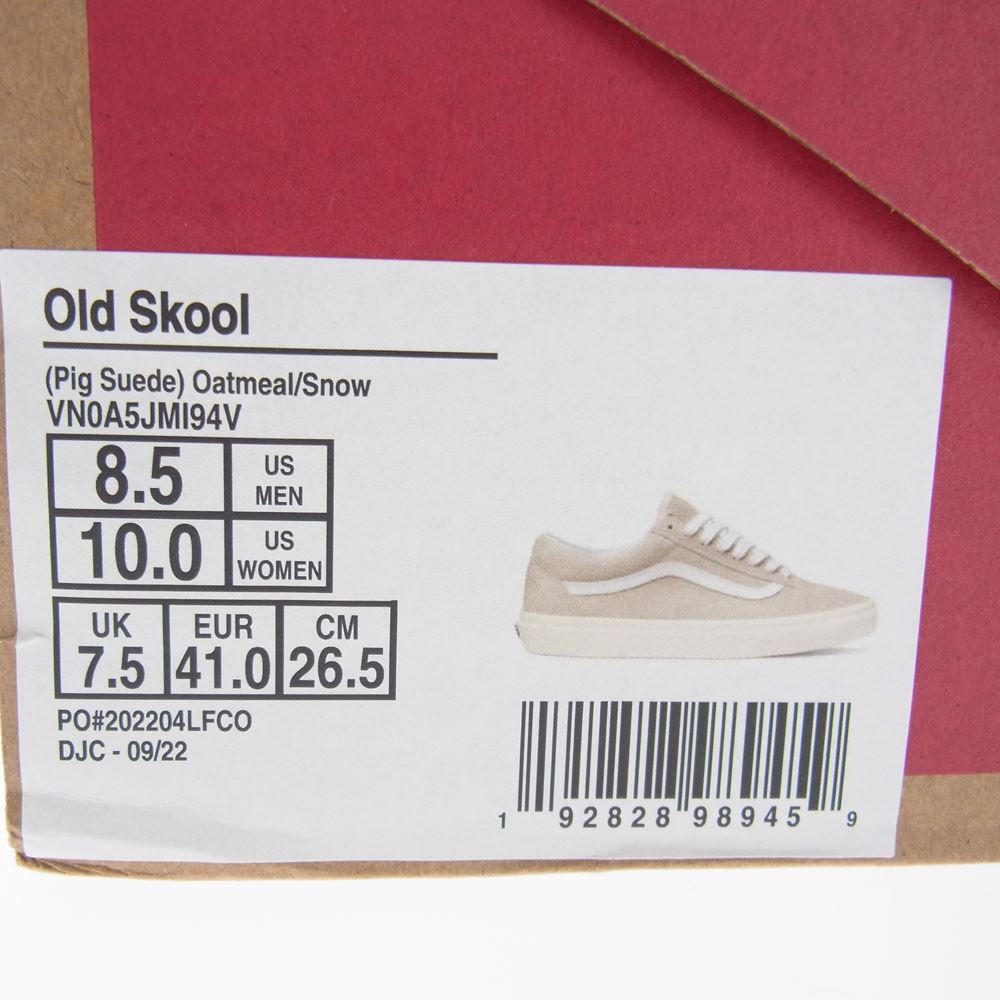 Old Skool
(Pig Suede) Oatmeal/Snow
VN0A5JMI94V
8.5 US MEN
10.0 US WOMEN
UK EUR CM
7.5 41.0 26.5
PO#202204LFCO
DJC - 09/22
1 92828 98945 9